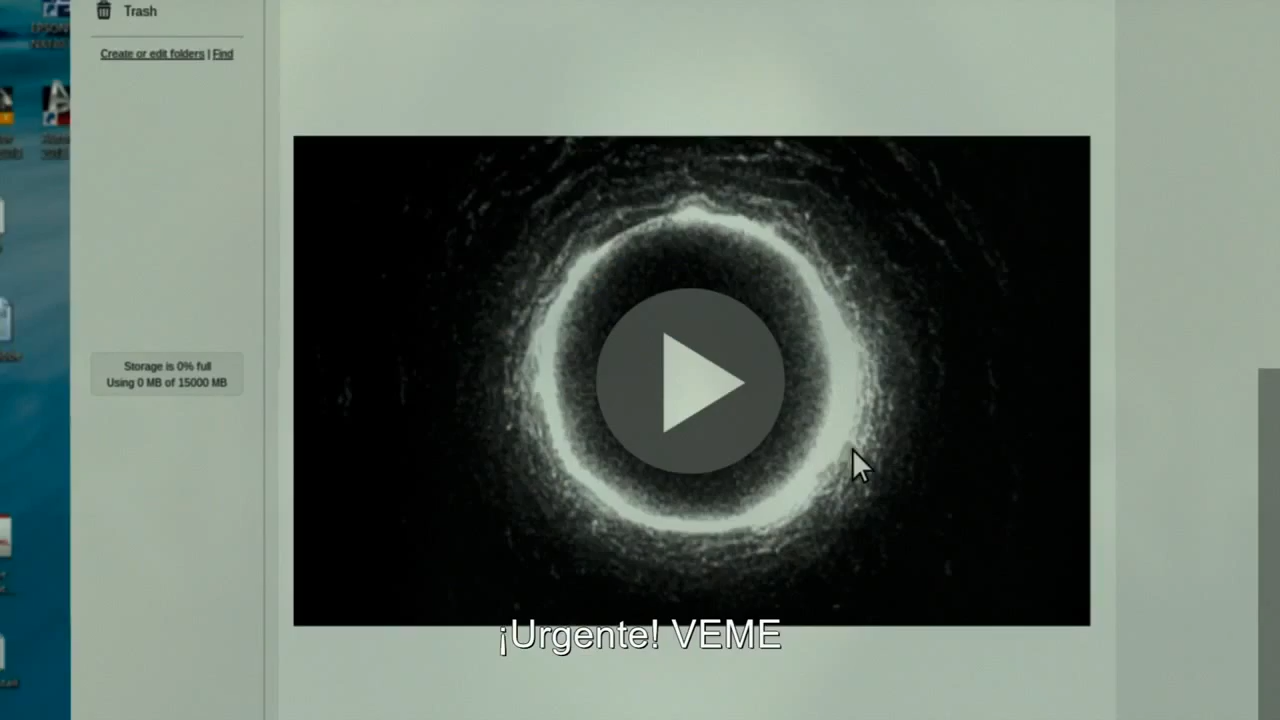 Trash
Create or edit folders | Find
Storage is 0% full
Using 0 MB of 15000 MB
¡Urgente! VEME